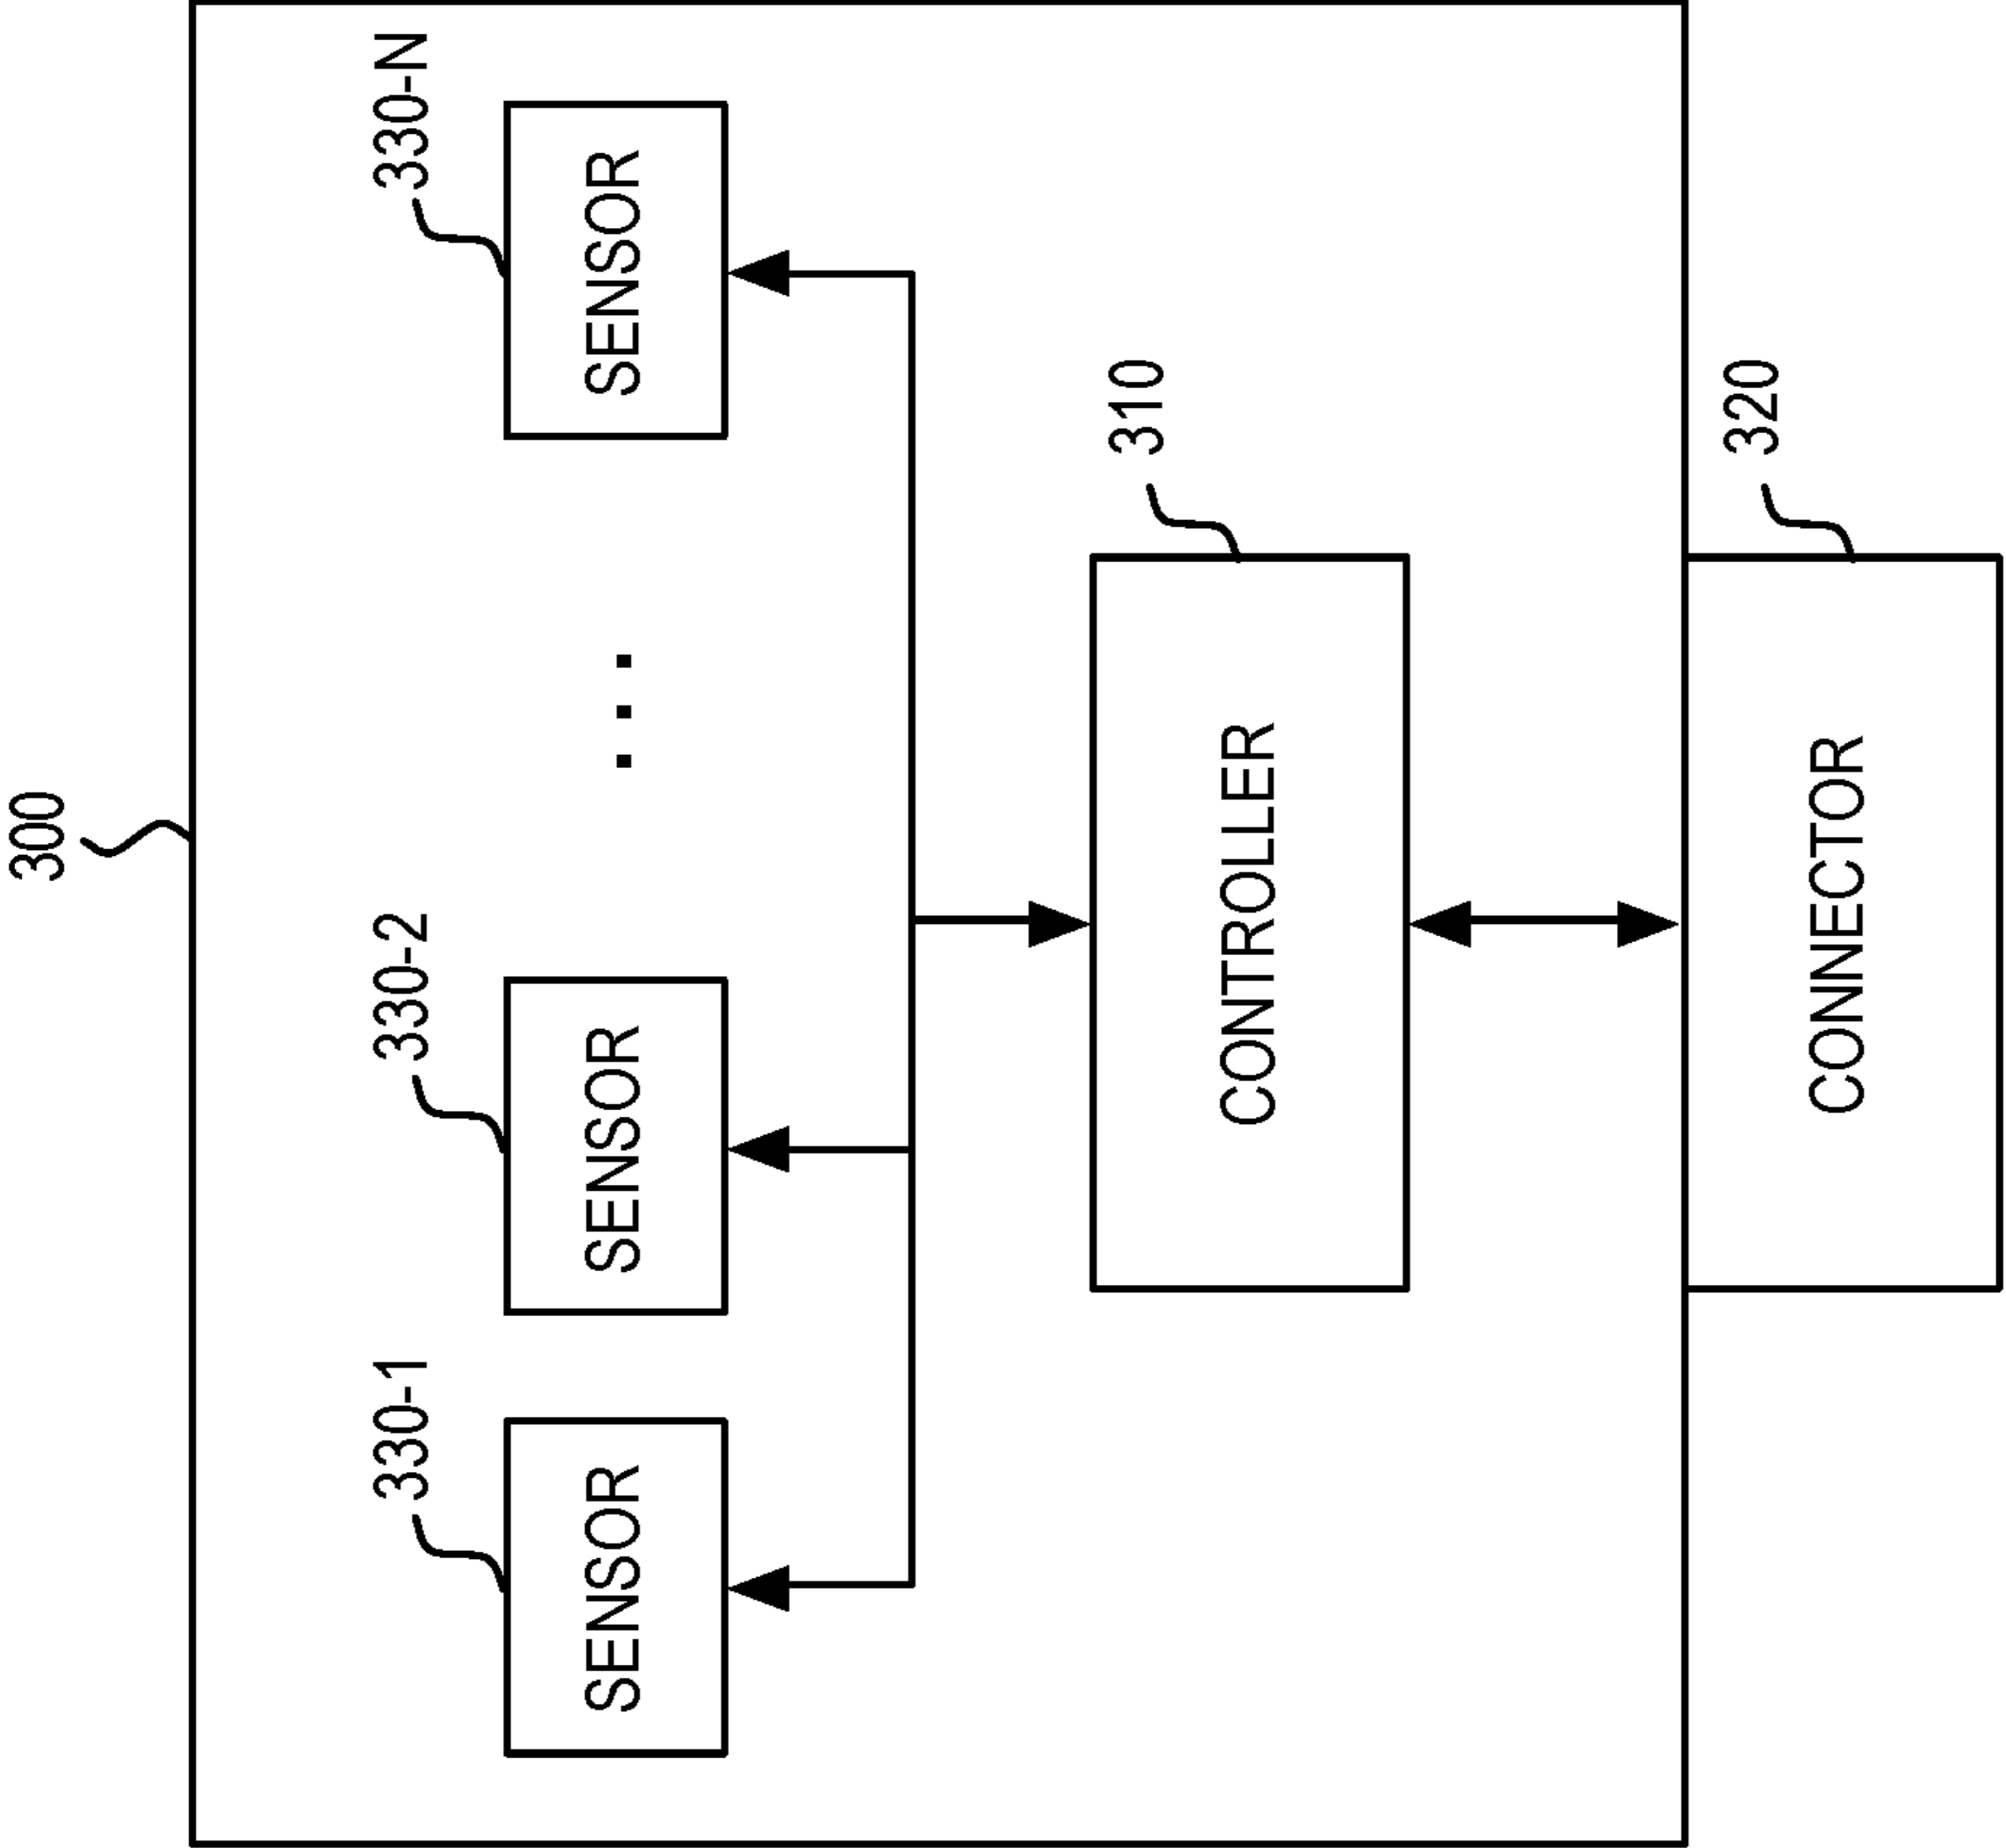 300
330-1
330-2
330-N
SENSOR
SENSOR
. . .
SENSOR
310
CONTROLLER
320
CONNECTOR